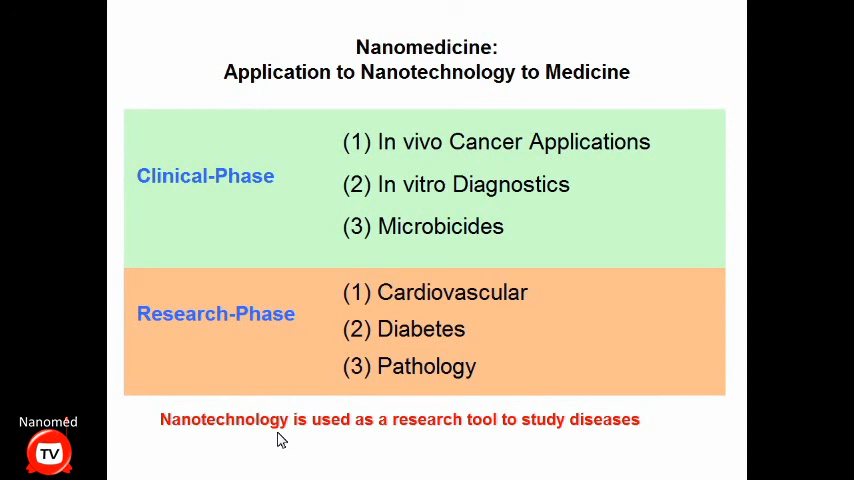 Nanomedicine:
Application to Nanotechnology to Medicine
Clinical-Phase
(1) In vivo Cancer Applications
(2) In vitro Diagnostics
(3) Microbicides
Research-Phase
(1) Cardiovascular
(2) Diabetes
(3) Pathology
Nanotechnology is used as a research tool to study diseases
Nanomed
TV